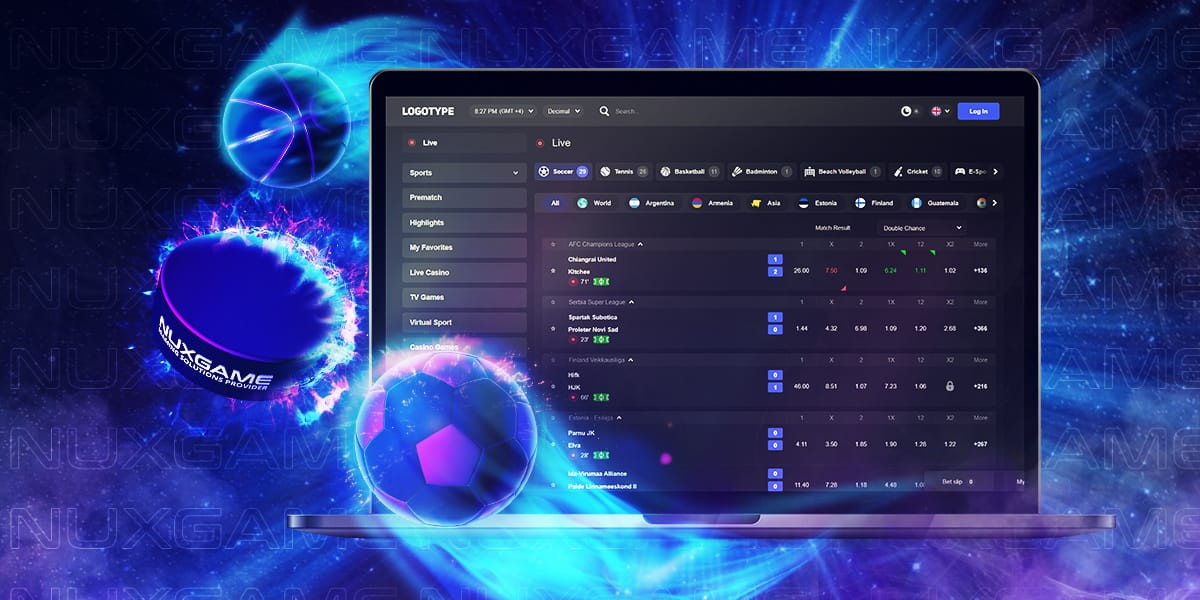 NUXGAME NUXGAME NUXGAME
LOGOTYPE 8:27 PM (GMT +4) Decimal Search... Log In
Live
Sports
Prematch
Highlights
My Favorites
Live Casino
TV Games
Virtual Sport
Casino Games
Live
Soccer 29 Tennis 26 Basketball 11 Badminton 1 Beach Volleyball 1 Cricket 10 E-Spo
All World Argentina Armenia Asia Estonia Finland Guatemala
Match Result Double Chance
AFC Champions League 1 X 2 1X 12 X2 More
Chiangrai United 1
Kitchee 2 26.00 7.50 1.09 6.24 1.11 1.02 +136
71'
Serbia Super League 1 X 2 1X 12 X2 More
Spartak Subotica 1
Proleter Novi Sad 0 1.44 4.32 6.98 1.09 1.20 2.68 +366
23'
Finland Veikkausliiga 1 X 2 1X 12 X2 More
Hifk 0
HJK 1 46.00 8.51 1.07 7.23 1.06 +216
66'
Estonia - Esiliiga 1 X 2 1X 12 X2 More
Parnu JK 0
Elva 0 4.11 3.50 1.85 1.90 1.28 1.22 +267
28'
Ida-Virumaa Alliance 0
Paide Linnameeskond II 0 11.40 7.28 1.18 4.48
Bet slip 0 My
NUXGAME
GAMING SOLUTIONS PROVIDER